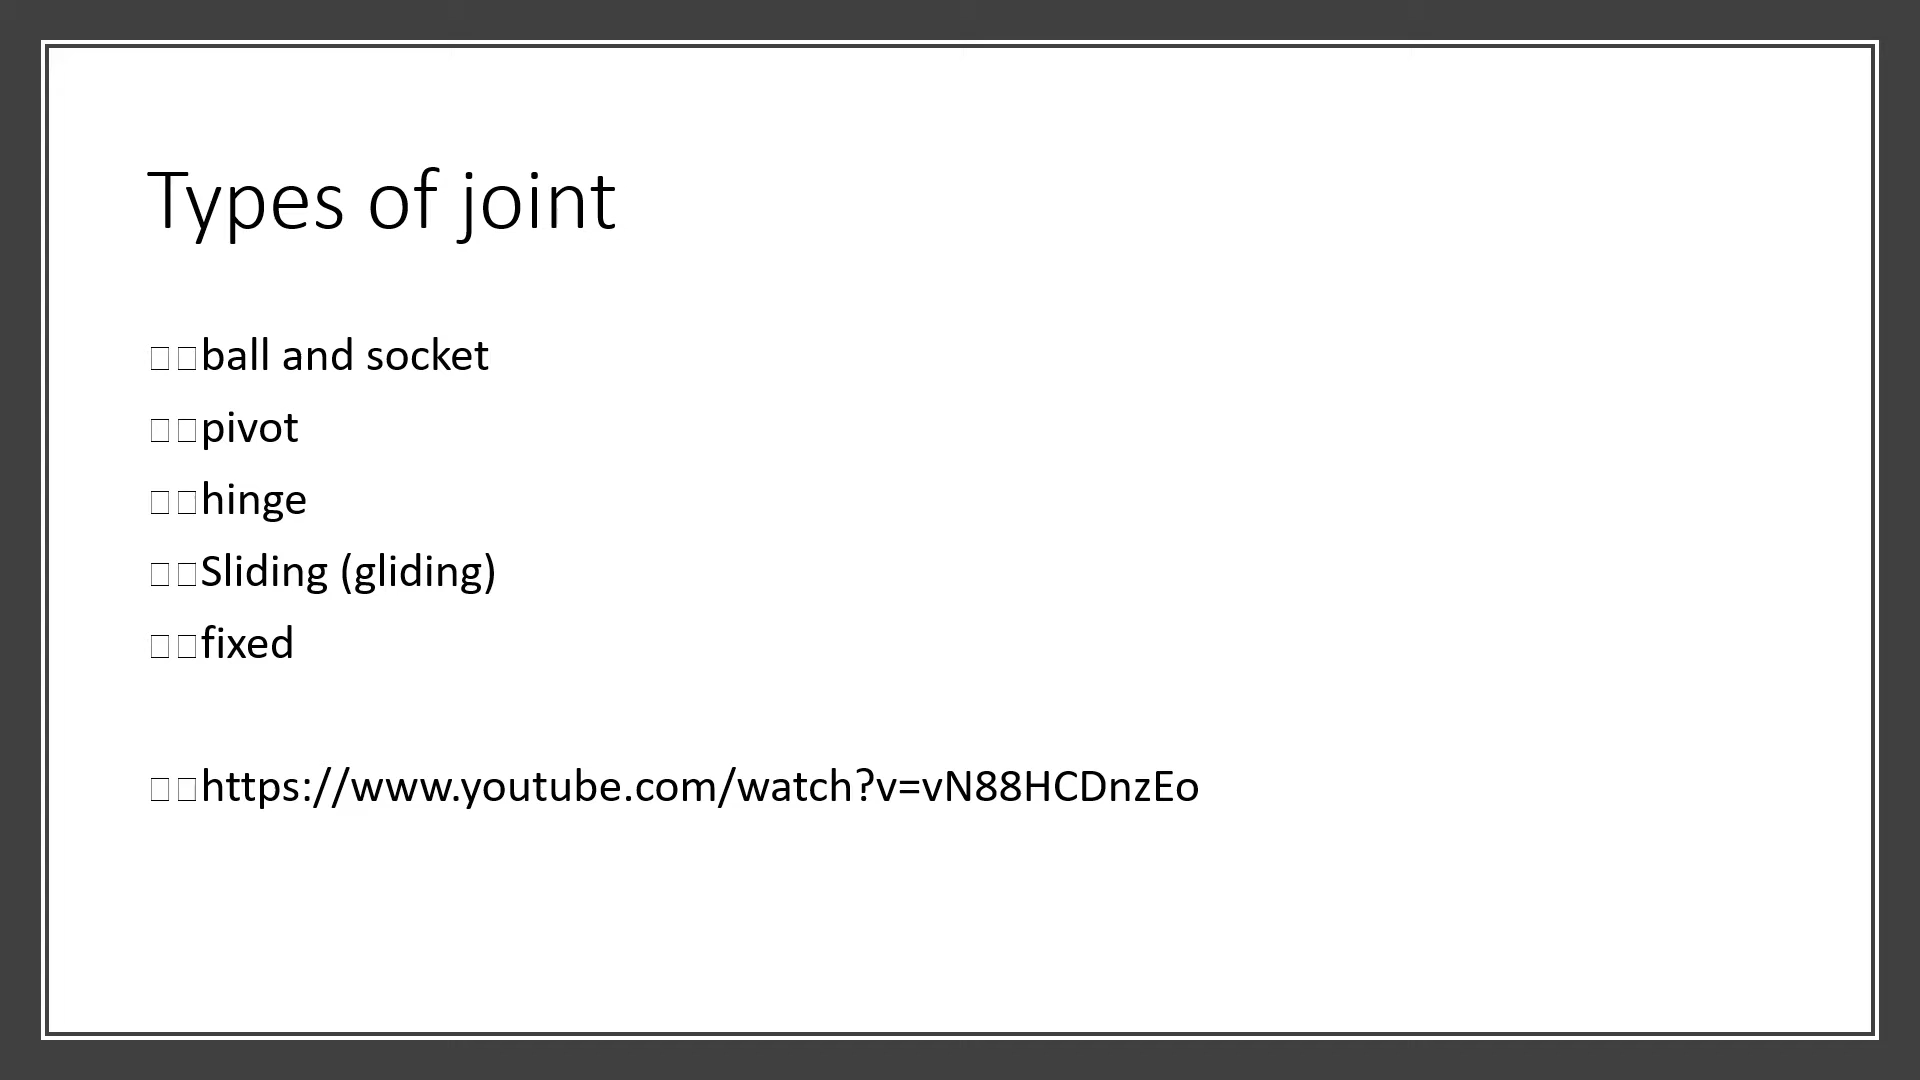 Types of joint
ball and socket
pivot
hinge
Sliding (gliding)
fixed
https://www.youtube.com/watch?v=vN88HCDnzEo